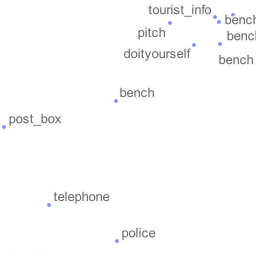 tourist_info
bench
pitch
bench
doityourself
bench
bench
post_box
telephone
police